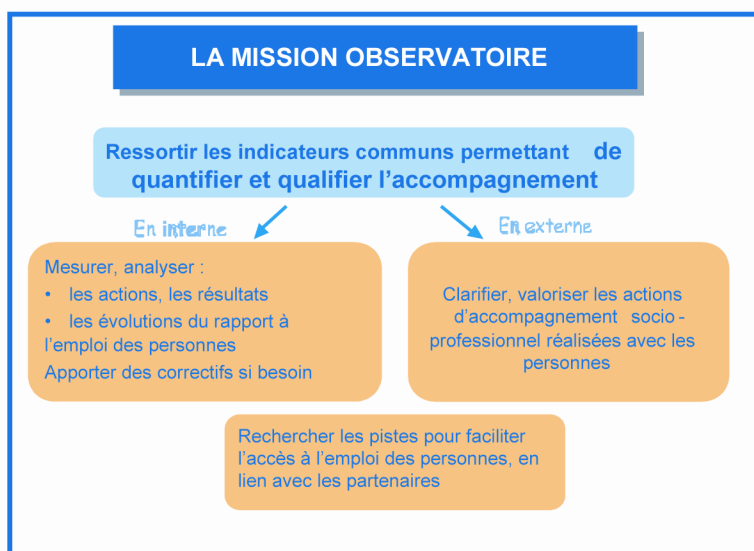 LA MISSION OBSERVATOIRE
Ressortir les indicateurs communs permettant de
quantifier et qualifier l'accompagnement
En interne
En externe
Mesurer, analyser :
• les actions, les résultats
• les évolutions du rapport à
l'emploi des personnes
Apporter des correctifs si besoin
Clarifier, valoriser les actions
d'accompagnement socio -
professionnel réalisées avec les
personnes
Rechercher les pistes pour faciliter
l'accès à l'emploi des personnes, en
lien avec les partenaires